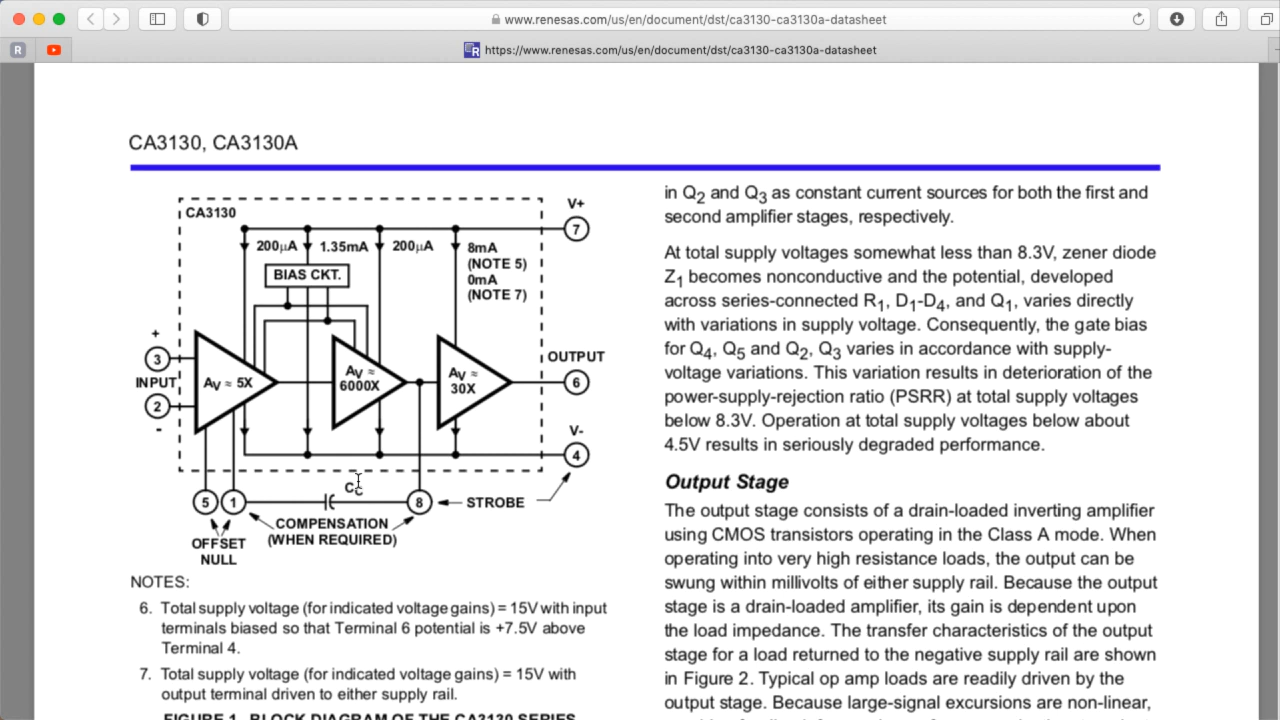 www.renesas.com/us/en/document/dst/ca3130-ca3130a-datasheet
R
https://www.renesas.com/us/en/document/dst/ca3130-ca3130a-datasheet
CA3130, CA3130A
CA3130
V+
7
200µA
1.35mA
200µA
8mA
(NOTE 5)
0mA
(NOTE 7)
BIAS CKT.
+
3
INPUT
2
-
AV ≈ 5X
AV ≈
6000X
AV ≈
30X
OUTPUT
6
V-
4
CC
5
1
8
STROBE
COMPENSATION
(WHEN REQUIRED)
OFFSET
NULL
NOTES:
6. Total supply voltage (for indicated voltage gains) = 15V with input
terminals biased so that Terminal 6 potential is +7.5V above
Terminal 4.
7. Total supply voltage (for indicated voltage gains) = 15V with
output terminal driven to either supply rail.
FIGURE 1. BLOCK DIAGRAM OF THE CA3130 SERIES
in Q2 and Q3 as constant current sources for both the first and
second amplifier stages, respectively.
At total supply voltages somewhat less than 8.3V, zener diode
Z1 becomes nonconductive and the potential, developed
across series-connected R1, D1-D4, and Q1, varies directly
with variations in supply voltage. Consequently, the gate bias
for Q4, Q5 and Q2, Q3 varies in accordance with supply-
voltage variations. This variation results in deterioration of the
power-supply-rejection ratio (PSRR) at total supply voltages
below 8.3V. Operation at total supply voltages below about
4.5V results in seriously degraded performance.
Output Stage
The output stage consists of a drain-loaded inverting amplifier
using CMOS transistors operating in the Class A mode. When
operating into very high resistance loads, the output can be
swung within millivolts of either supply rail. Because the output
stage is a drain-loaded amplifier, its gain is dependent upon
the load impedance. The transfer characteristics of the output
stage for a load returned to the negative supply rail are shown
in Figure 2. Typical op amp loads are readily driven by the
output stage. Because large-signal excursions are non-linear,